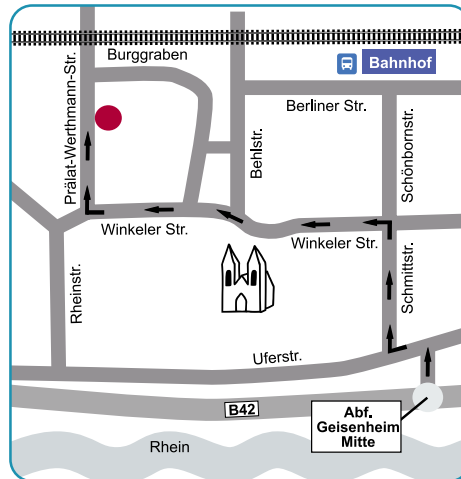 Burggraben
Bahnhof
Berliner Str.
Prälat-Werthmann-Str.
Behlstr.
Schönbornstr.
Winkeler Str.
Winkeler Str.
Rheinstr.
Schmittstr.
Uferstr.
B42
Abf.
Geisenheim
Mitte
Rhein